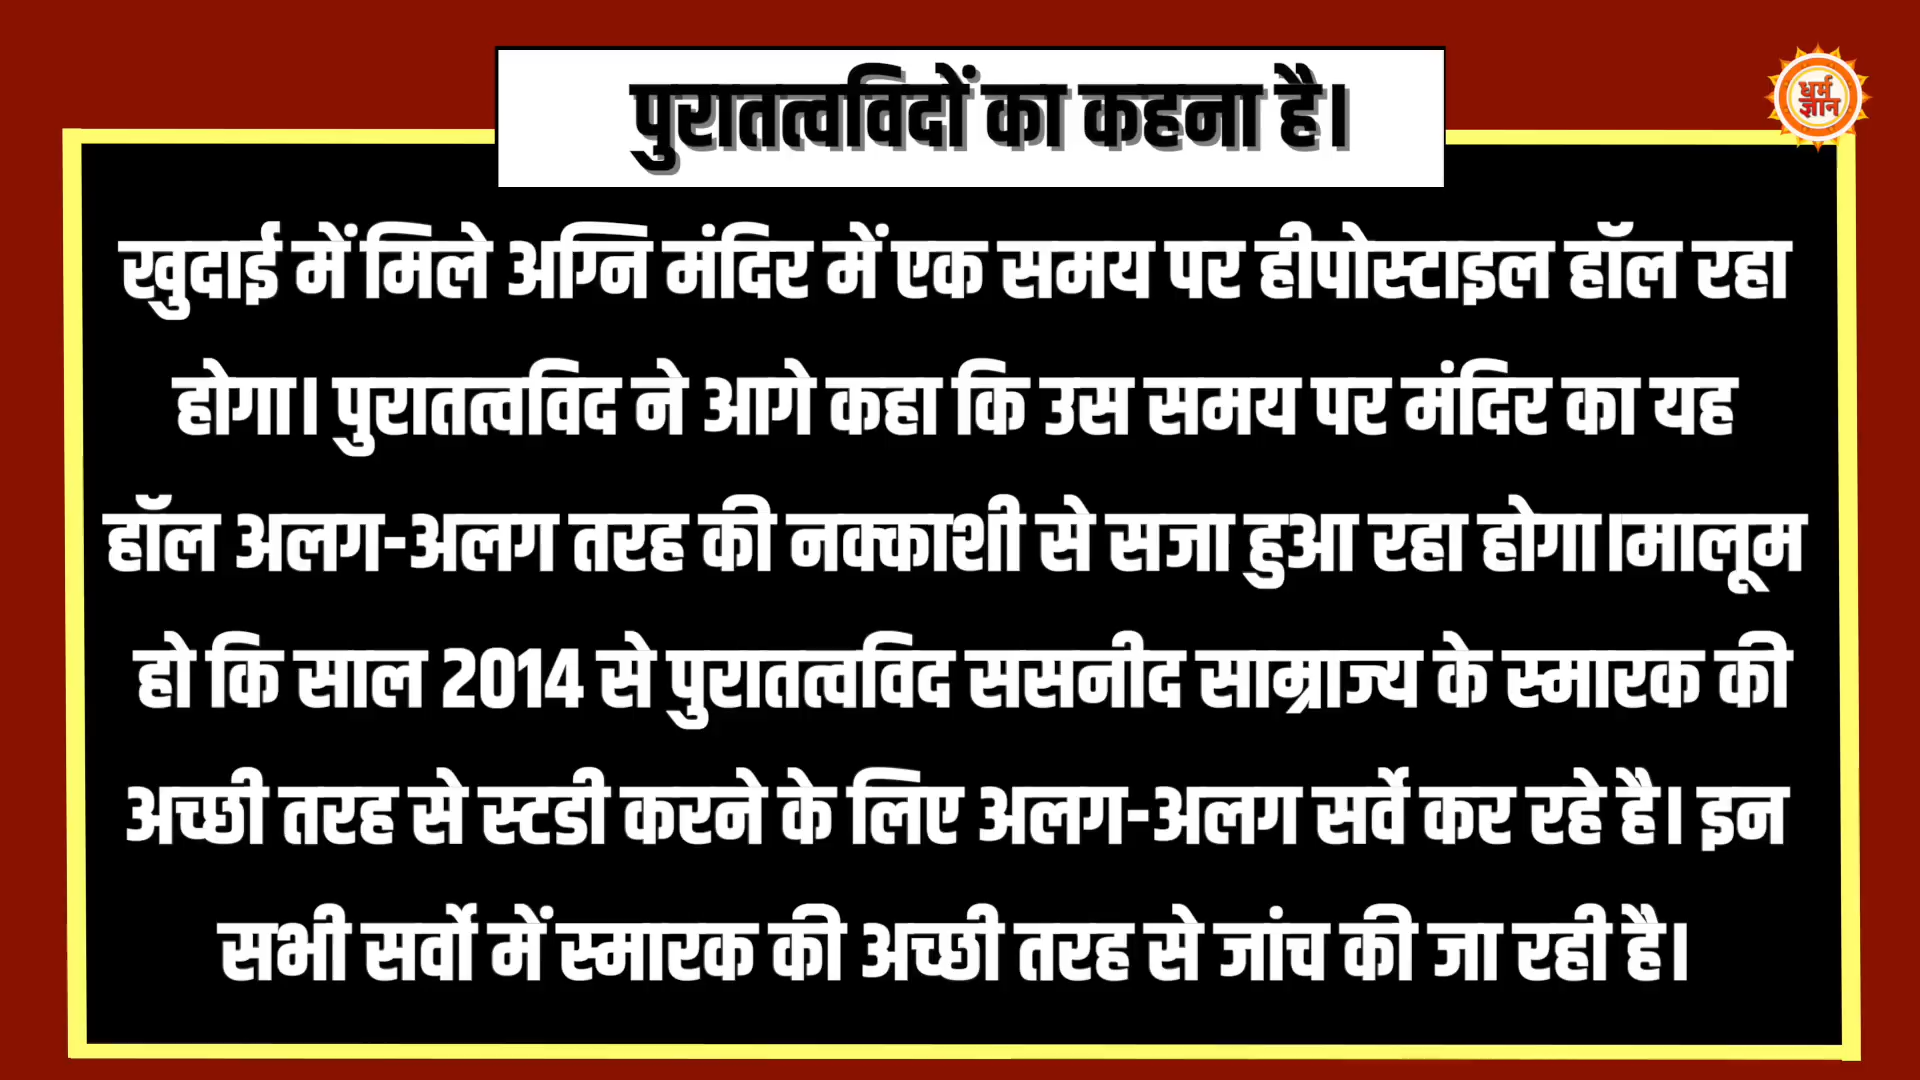 पुरातत्वविदों का कहना है।
धर्म
ज्ञान
खुदाई में मिले अग्नि मंदिर में एक समय पर हीपोस्टाइल हॉल रहा
होगा। पुरातत्वविद ने आगे कहा कि उस समय पर मंदिर का यह
हॉल अलग-अलग तरह की नक्काशी से सजा हुआ रहा होगा।मालूम
हो कि साल 2014 से पुरातत्वविद ससनीद साम्राज्य के स्मारक की
अच्छी तरह से स्टडी करने के लिए अलग-अलग सर्वे कर रहे है। इन
सभी सर्वो में स्मारक की अच्छी तरह से जांच की जा रही है।